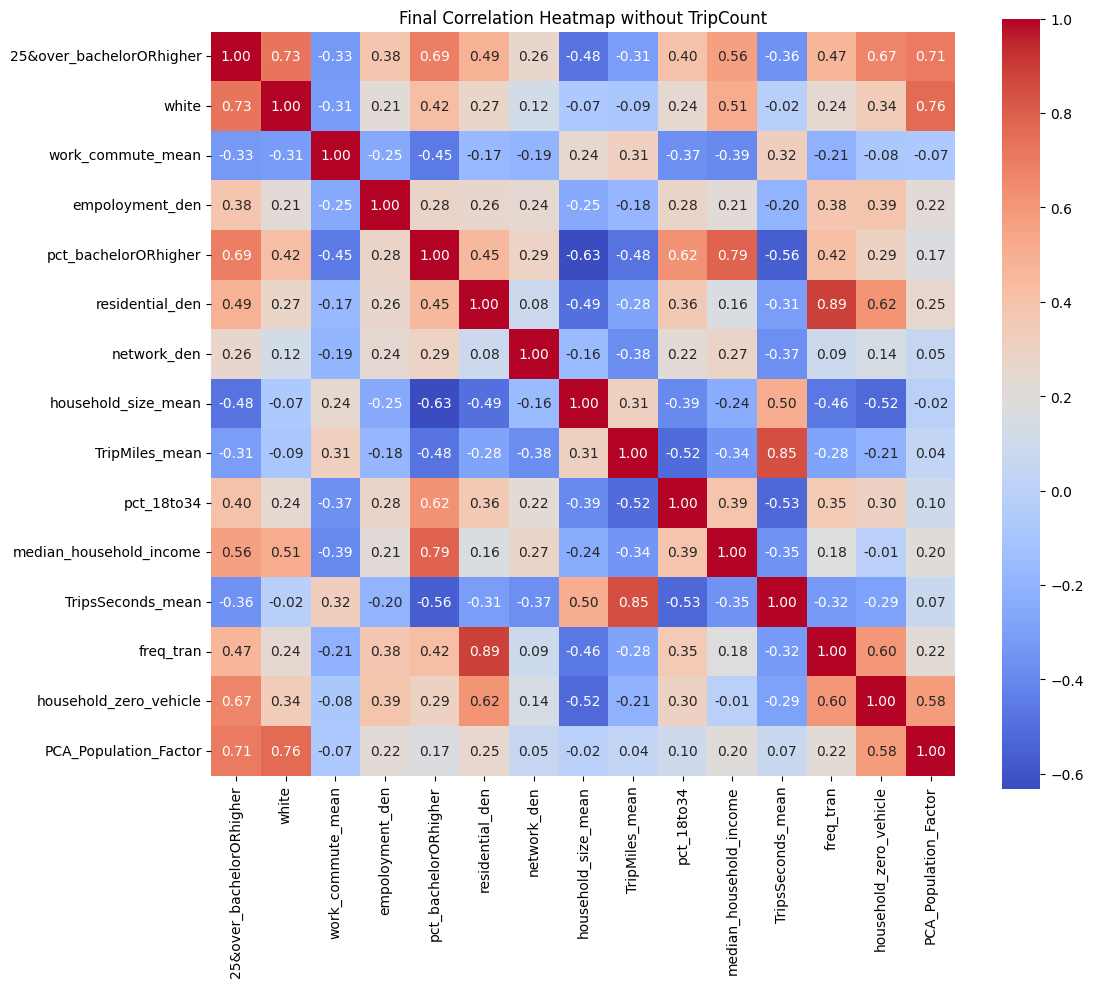 Final Correlation Heatmap without TripCount
25&over_bachelorORhigher 1.00 0.73 -0.33 0.38 0.69 0.49 0.26 -0.48 -0.31 0.40 0.56 -0.36 0.47 0.67 0.71
white 0.73 1.00 -0.31 0.21 0.42 0.27 0.12 -0.07 -0.09 0.24 0.51 -0.02 0.24 0.34 0.76
work_commute_mean -0.33 -0.31 1.00 -0.25 -0.45 -0.17 -0.19 0.24 0.31 -0.37 -0.39 0.32 -0.21 -0.08 -0.07
empoloyment_den 0.38 0.21 -0.25 1.00 0.28 0.26 0.24 -0.25 -0.18 0.28 0.21 -0.20 0.38 0.39 0.22
pct_bachelorORhigher 0.69 0.42 -0.45 0.28 1.00 0.45 0.29 -0.63 -0.48 0.62 0.79 -0.56 0.42 0.29 0.17
residential_den 0.49 0.27 -0.17 0.26 0.45 1.00 0.08 -0.49 -0.28 0.36 0.16 -0.31 0.89 0.62 0.25
network_den 0.26 0.12 -0.19 0.24 0.29 0.08 1.00 -0.16 -0.38 0.22 0.27 -0.37 0.09 0.14 0.05
household_size_mean -0.48 -0.07 0.24 -0.25 -0.63 -0.49 -0.16 1.00 0.31 -0.39 -0.24 0.50 -0.46 -0.52 -0.02
TripMiles_mean -0.31 -0.09 0.31 -0.18 -0.48 -0.28 -0.38 0.31 1.00 -0.52 -0.34 0.85 -0.28 -0.21 0.04
pct_18to34 0.40 0.24 -0.37 0.28 0.62 0.36 0.22 -0.39 -0.52 1.00 0.39 -0.53 0.35 0.30 0.10
median_household_income 0.56 0.51 -0.39 0.21 0.79 0.16 0.27 -0.24 -0.34 0.39 1.00 -0.35 0.18 -0.01 0.20
TripsSeconds_mean -0.36 -0.02 0.32 -0.20 -0.56 -0.31 -0.37 0.50 0.85 -0.53 -0.35 1.00 -0.32 -0.29 0.07
freq_tran 0.47 0.24 -0.21 0.38 0.42 0.89 0.09 -0.46 -0.28 0.35 0.18 -0.32 1.00 0.60 0.22
household_zero_vehicle 0.67 0.34 -0.08 0.39 0.29 0.62 0.14 -0.52 -0.21 0.30 -0.01 -0.29 0.60 1.00 0.58
PCA_Population_Factor 0.71 0.76 -0.07 0.22 0.17 0.25 0.05 -0.02 0.04 0.10 0.20 0.07 0.22 0.58 1.00
25&over_bachelorORhigher
white
work_commute_mean
empoloyment_den
pct_bachelorORhigher
residential_den
network_den
household_size_mean
TripMiles_mean
pct_18to34
median_household_income
TripsSeconds_mean
freq_tran
household_zero_vehicle
PCA_Population_Factor
1.0
0.8
0.6
0.4
0.2
0.0
−0.2
−0.4
−0.6